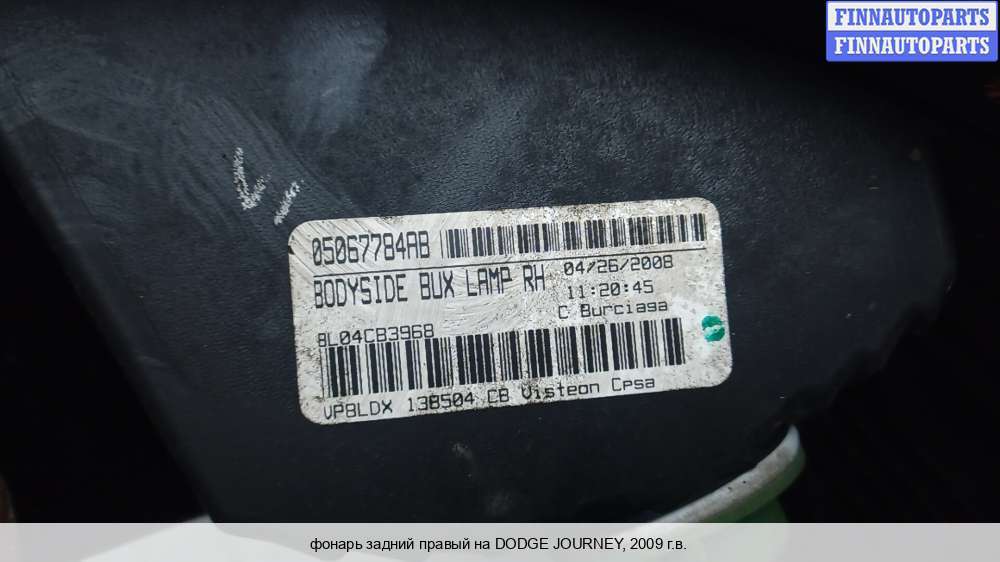 FINNAUTOPARTS
FINNAUTOPARTS
05067784AB
BODYSIDE BUX LAMP RH
04/26/2008
11:20:45
C Burciaga
8L04CB3968
VP8LDX 13B504 CB Visteon Cpsa
фонарь задний правый на DODGE JOURNEY, 2009 г.в.